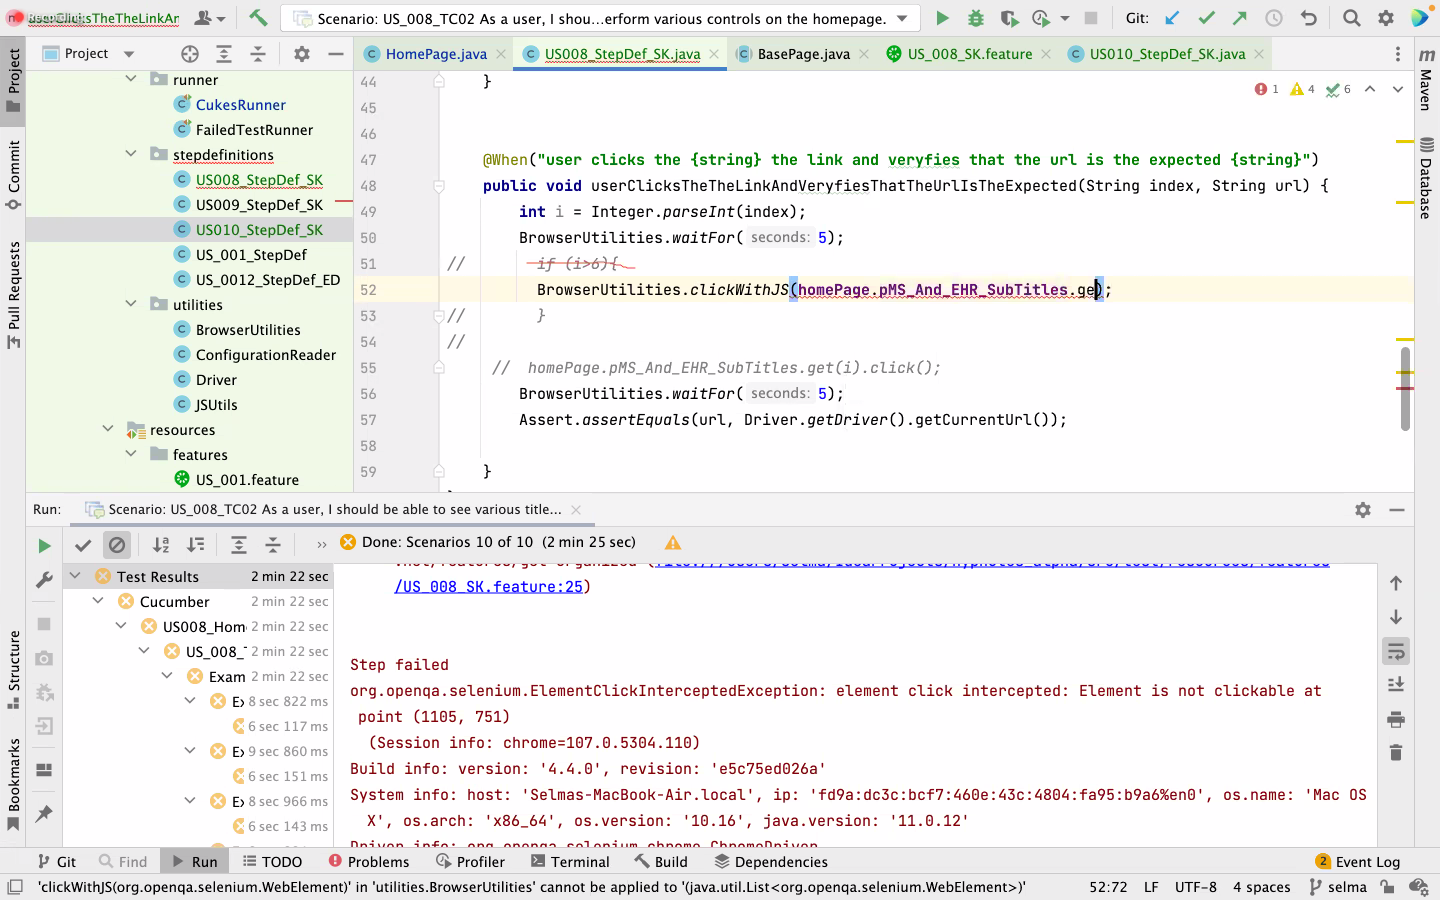 Scenario: US_008_TC02 As a user, I shou...erform various controls on the homepage.
Git:
Project
HomePage.java
US008_StepDef_SK.java
BasePage.java
US_008_SK.feature
US010_StepDef_SK.java
Project
Commit
Pull Requests
Structure
Bookmarks
Maven
Database
runner
CukesRunner
FailedTestRunner
stepdefinitions
US008_StepDef_SK
US009_StepDef_SK
US010_StepDef_SK
US_001_StepDef
US_0012_StepDef_ED
utilities
BrowserUtilities
ConfigurationReader
Driver
JSUtils
resources
features
US_001.feature
1 4 6
44 }
45
46
47 @When("user clicks the {string} the link and veryfies that the url is the expected {string}")
48 public void userClicksTheTheLinkAndVeryfiesThatTheUrlIsTheExpected(String index, String url) {
49 int i = Integer.parseInt(index);
50 BrowserUtilities.waitFor( seconds: 5);
51 // if (i>6){
52 BrowserUtilities.clickWithJS(homePage.pMS_And_EHR_SubTitles.ge);
53 // }
54 //
55 // homePage.pMS_And_EHR_SubTitles.get(i).click();
56 BrowserUtilities.waitFor( seconds: 5);
57 Assert.assertEquals(url, Driver.getDriver().getCurrentUrl());
58
59 }
Run: Scenario: US_008_TC02 As a user, I should be able to see various title...
Done: Scenarios 10 of 10 (2 min 25 sec)
Test Results 2 min 22 sec
Cucumber 2 min 22 sec
US008_Hom 2 min 22 sec
US_008_ 2 min 22 sec
Exam 2 min 22 sec
Ex 8 sec 822 ms
6 sec 117 ms
Ex 9 sec 860 ms
6 sec 151 ms
Ex 8 sec 966 ms
6 sec 143 ms
/US_008_SK.feature:25)
Step failed
org.openqa.selenium.ElementClickInterceptedException: element click intercepted: Element is not clickable at
point (1105, 751)
(Session info: chrome=107.0.5304.110)
Build info: version: '4.4.0', revision: 'e5c75ed026a'
System info: host: 'Selmas-MacBook-Air.local', ip: 'fd9a:dc3c:bcf7:460e:43c:4804:fa95:b9a6%en0', os.name: 'Mac OS
X', os.arch: 'x86_64', os.version: '10.16', java.version: '11.0.12'
Driver info: org.openqa.selenium.chrome.ChromeDriver
Git Find Run TODO Problems Profiler Terminal Build Dependencies 2 Event Log
'clickWithJS(org.openqa.selenium.WebElement)' in 'utilities.BrowserUtilities' cannot be applied to '(java.util.List<org.openqa.selenium.WebElement>)' 52:72 LF UTF-8 4 spaces selma